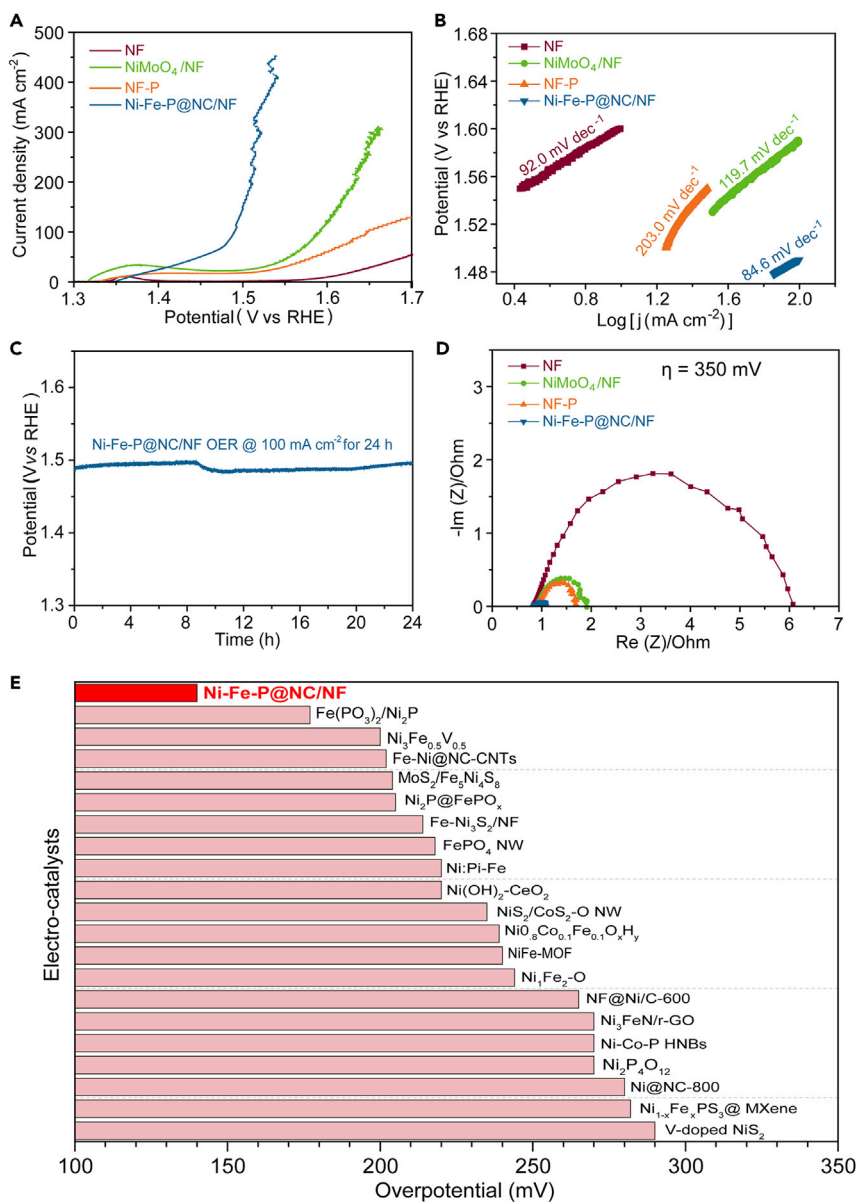 A
500
400
300
200
100
0
Current density (mA cm⁻²)
NF
NiMoO₄/NF
NF-P
Ni-Fe-P@NC/NF
1.3
1.4
1.5
1.6
1.7
Potential (V vs RHE)
B
1.68
1.64
1.60
1.56
1.52
1.48
Potential (V vs RHE)
NF
NiMoO₄/NF
NF-P
Ni-Fe-P@NC/NF
92.0 mV dec⁻¹
203.0 mV dec⁻¹
119.7 mV dec⁻¹
84.6 mV dec⁻¹
0.4
0.8
1.2
1.6
2.0
Log [j (mA cm⁻²)]
C
1.6
1.5
1.4
1.3
Potential (V vs RHE)
Ni-Fe-P@NC/NF OER @ 100 mA cm⁻² for 24 h
0
4
8
12
16
20
24
Time (h)
D
3
2
1
0
-Im (Z)/Ohm
NF
NiMoO₄/NF
NF-P
Ni-Fe-P@NC/NF
η = 350 mV
0
1
2
3
4
5
6
7
Re (Z)/Ohm
E
Electro-catalysts
Ni-Fe-P@NC/NF
Fe(PO₃)₂/Ni₂P
Ni₃Fe₀.₅V₀.₅
Fe-Ni@NC-CNTs
MoS₂/Fe₅Ni₄S₈
Ni₂P@FePOₓ
Fe-Ni₃S₂/NF
FePO₄ NW
Ni:Pi-Fe
Ni(OH)₂-CeO₂
NiS₂/CoS₂-O NW
Ni0.₈Co₀.₁Fe₀.₁OₓHᵧ
NiFe-MOF
Ni₁Fe₂-O
NF@Ni/C-600
Ni₃FeN/r-GO
Ni-Co-P HNBs
Ni₂P₄O₁₂
Ni@NC-800
Ni₁₋ₓFeₓPS₃@ MXene
V-doped NiS₂
100
150
200
250
300
350
Overpotential (mV)